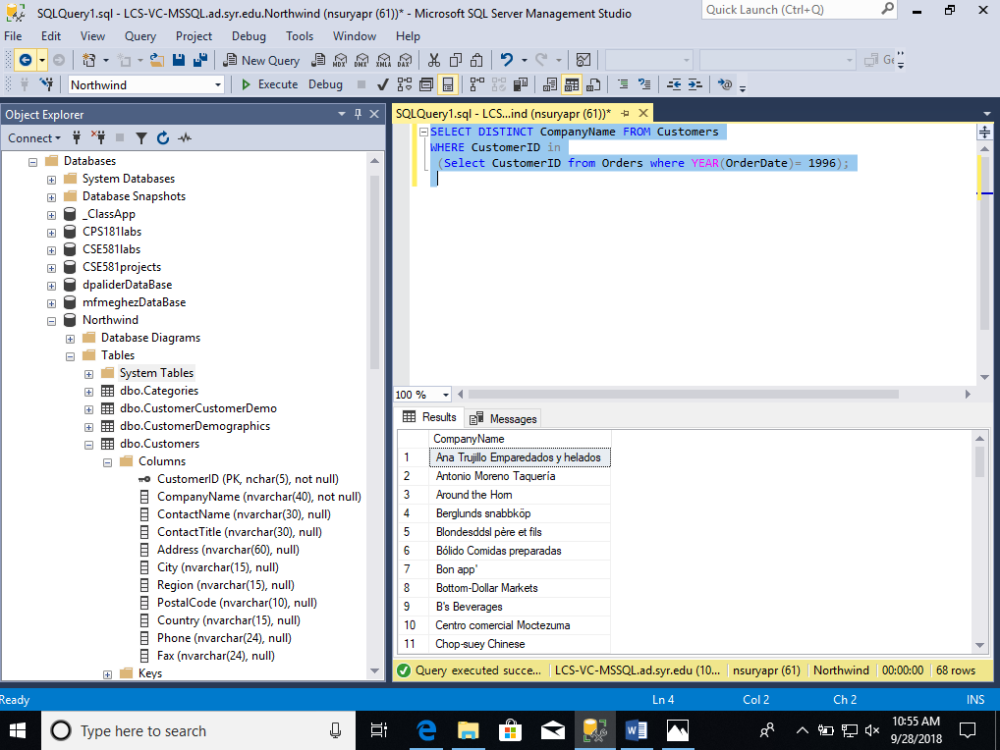 SQLQuery1.sql - LCS-VC-MSSQL.ad.syr.edu.Northwind (nsuryapr (61))* - Microsoft SQL Server Management Studio
Quick Launch (Ctrl+Q)
File Edit View Query Project Debug Tools Window Help
New Query MDX DMX XMLA DAX
Northwind Execute Debug
Object Explorer
Connect
Databases
System Databases
Database Snapshots
_ClassApp
CPS181labs
CSE581labs
CSE581projects
dpaliderDataBase
mfmeghezDataBase
Northwind
Database Diagrams
Tables
System Tables
dbo.Categories
dbo.CustomerCustomerDemo
dbo.CustomerDemographics
dbo.Customers
Columns
CustomerID (PK, nchar(5), not null)
CompanyName (nvarchar(40), not null)
ContactName (nvarchar(30), null)
ContactTitle (nvarchar(30), null)
Address (nvarchar(60), null)
City (nvarchar(15), null)
Region (nvarchar(15), null)
PostalCode (nvarchar(10), null)
Country (nvarchar(15), null)
Phone (nvarchar(24), null)
Fax (nvarchar(24), null)
Keys
SQLQuery1.sql - LCS...ind (nsuryapr (61))*
SELECT DISTINCT CompanyName FROM Customers
WHERE CustomerID in
(Select CustomerID from Orders where YEAR(OrderDate)= 1996);
100 %
Results Messages
CompanyName
1 Ana Trujillo Emparedados y helados
2 Antonio Moreno Taquería
3 Around the Horn
4 Berglunds snabbköp
5 Blondesddsl père et fils
6 Bólido Comidas preparadas
7 Bon app'
8 Bottom-Dollar Markets
9 B's Beverages
10 Centro comercial Moctezuma
11 Chop-suey Chinese
Query executed succe... LCS-VC-MSSQL.ad.syr.edu (10... nsuryapr (61) Northwind 00:00:00 68 rows
Ready Ln 4 Col 2 Ch 2 INS
Type here to search
10:55 AM
9/28/2018